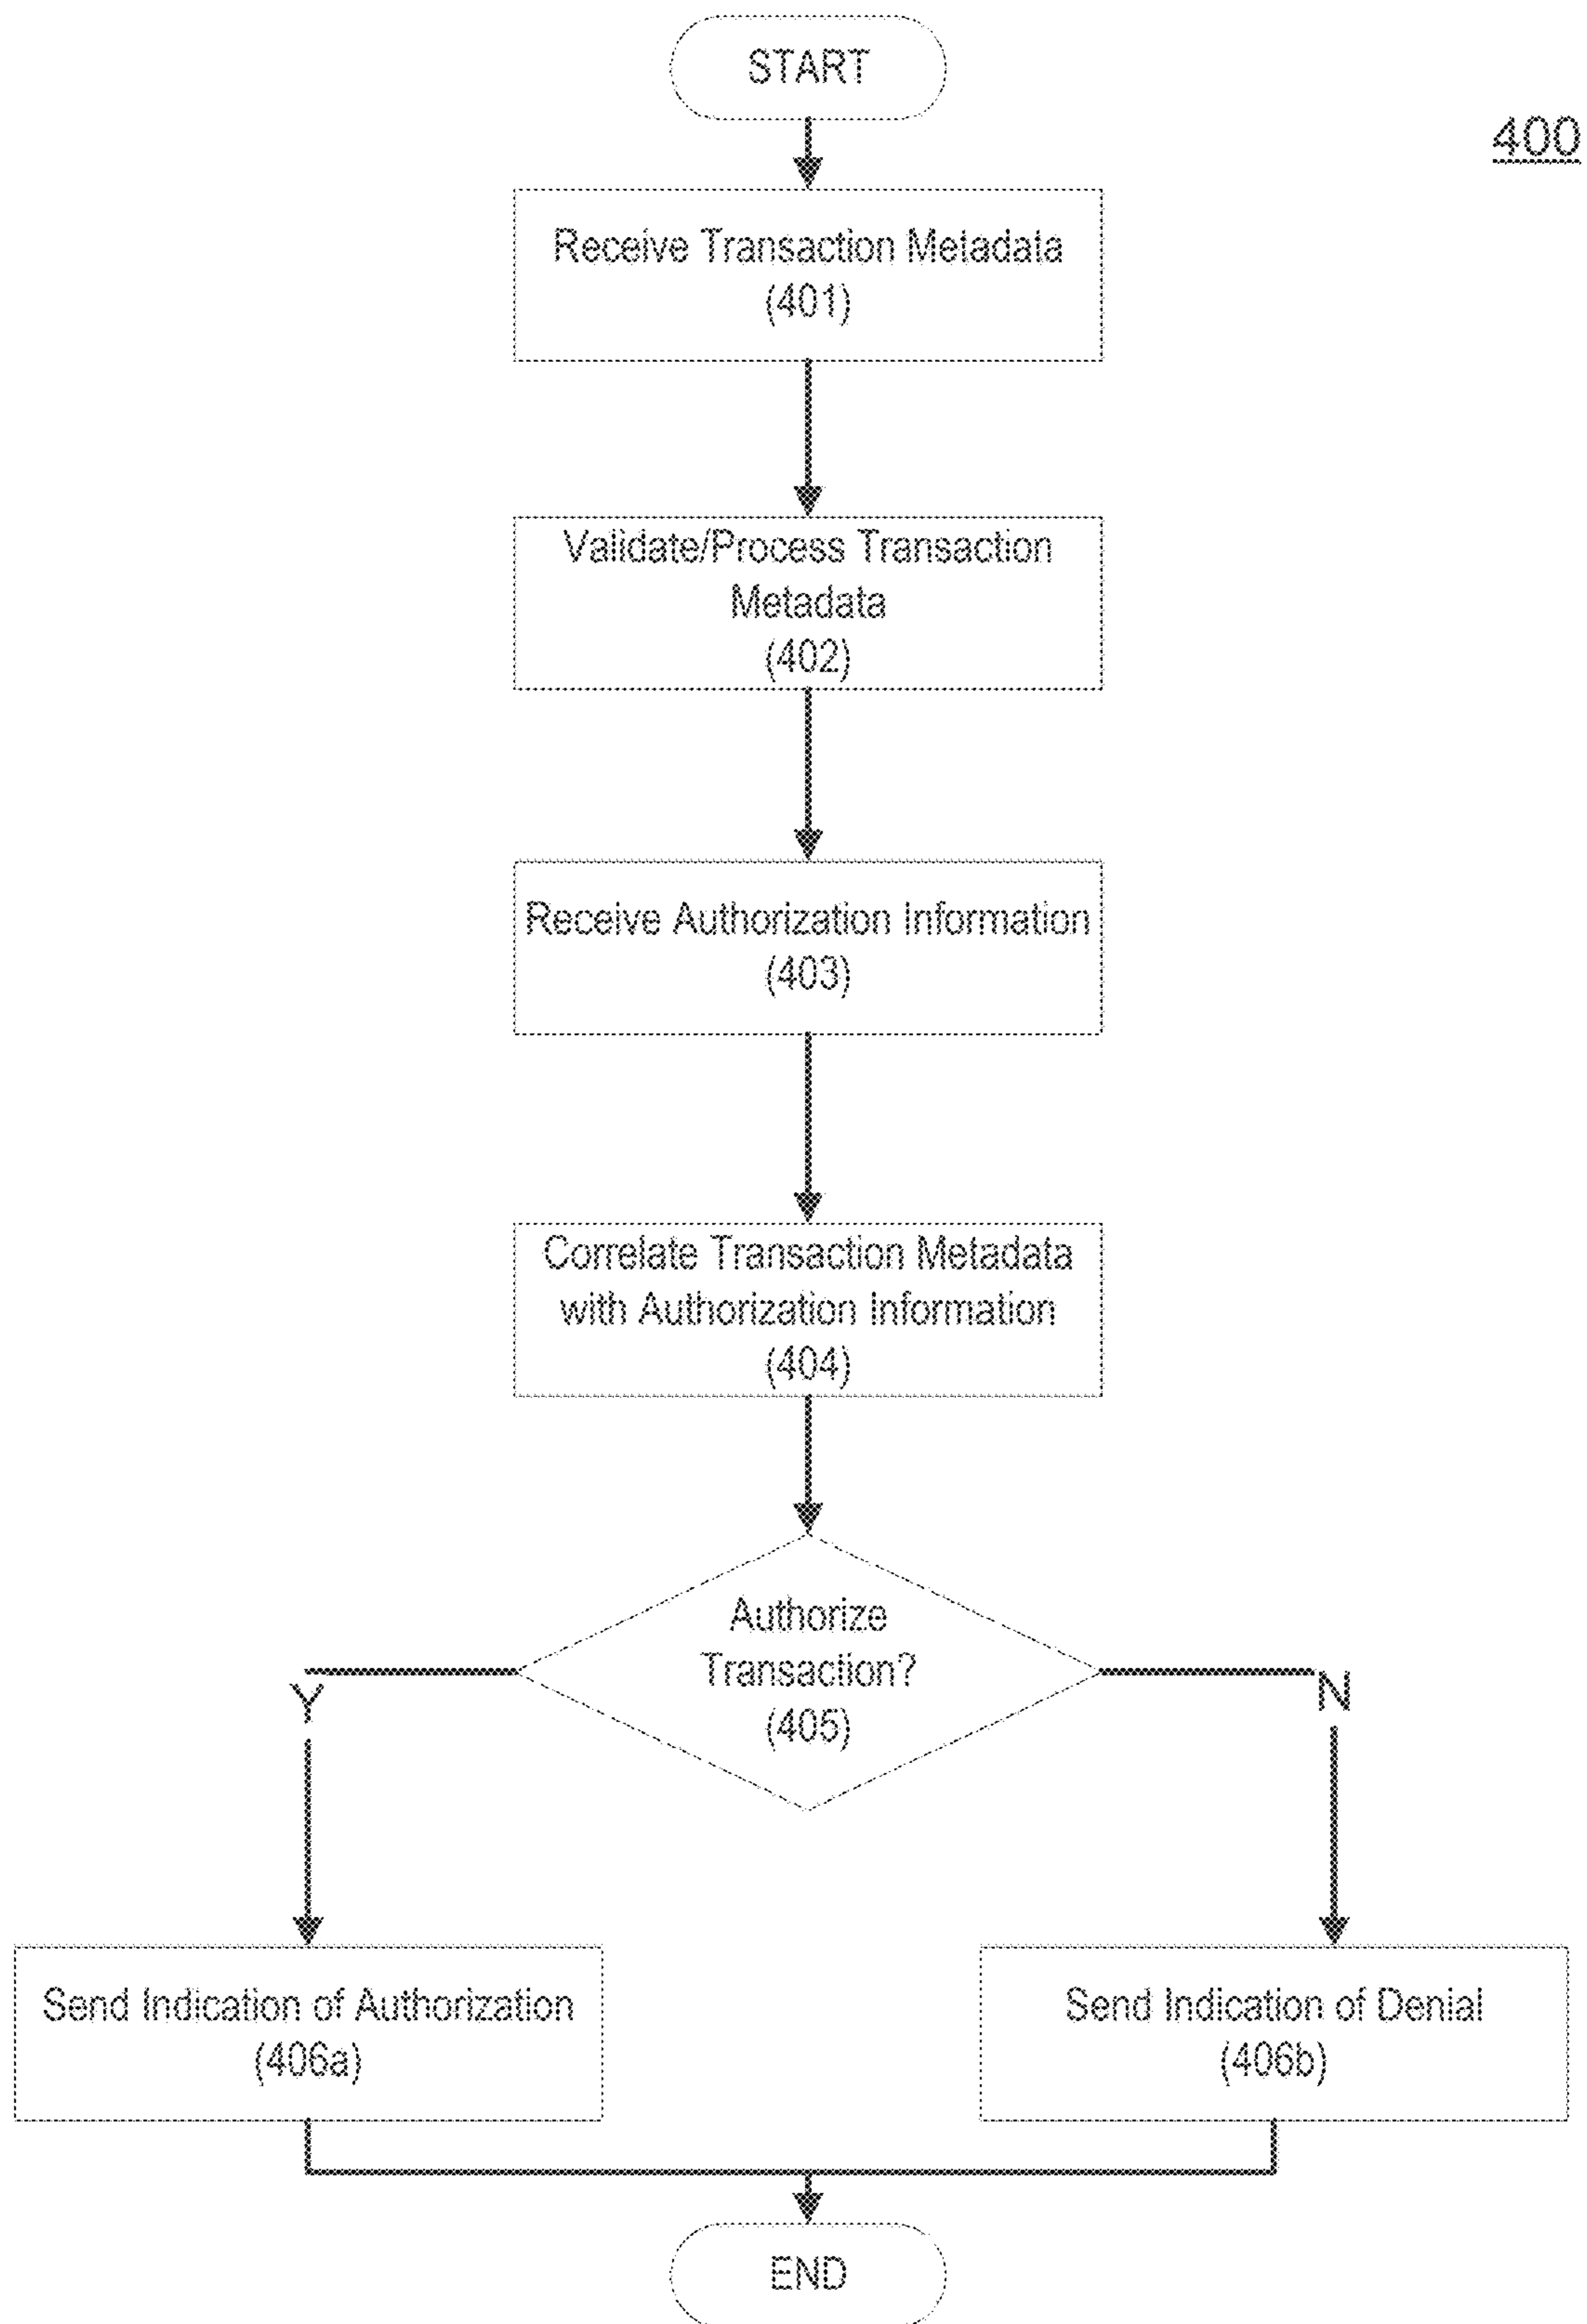 START
400
Receive Transaction Metadata
(401)
Validate/Process Transaction
Metadata
(402)
Receive Authorization Information
(403)
Correlate Transaction Metadata
with Authorization Information
(404)
Authorize
Transaction?
(405)
Y
N
Send Indication of Authorization
(406a)
Send Indication of Denial
(406b)
END